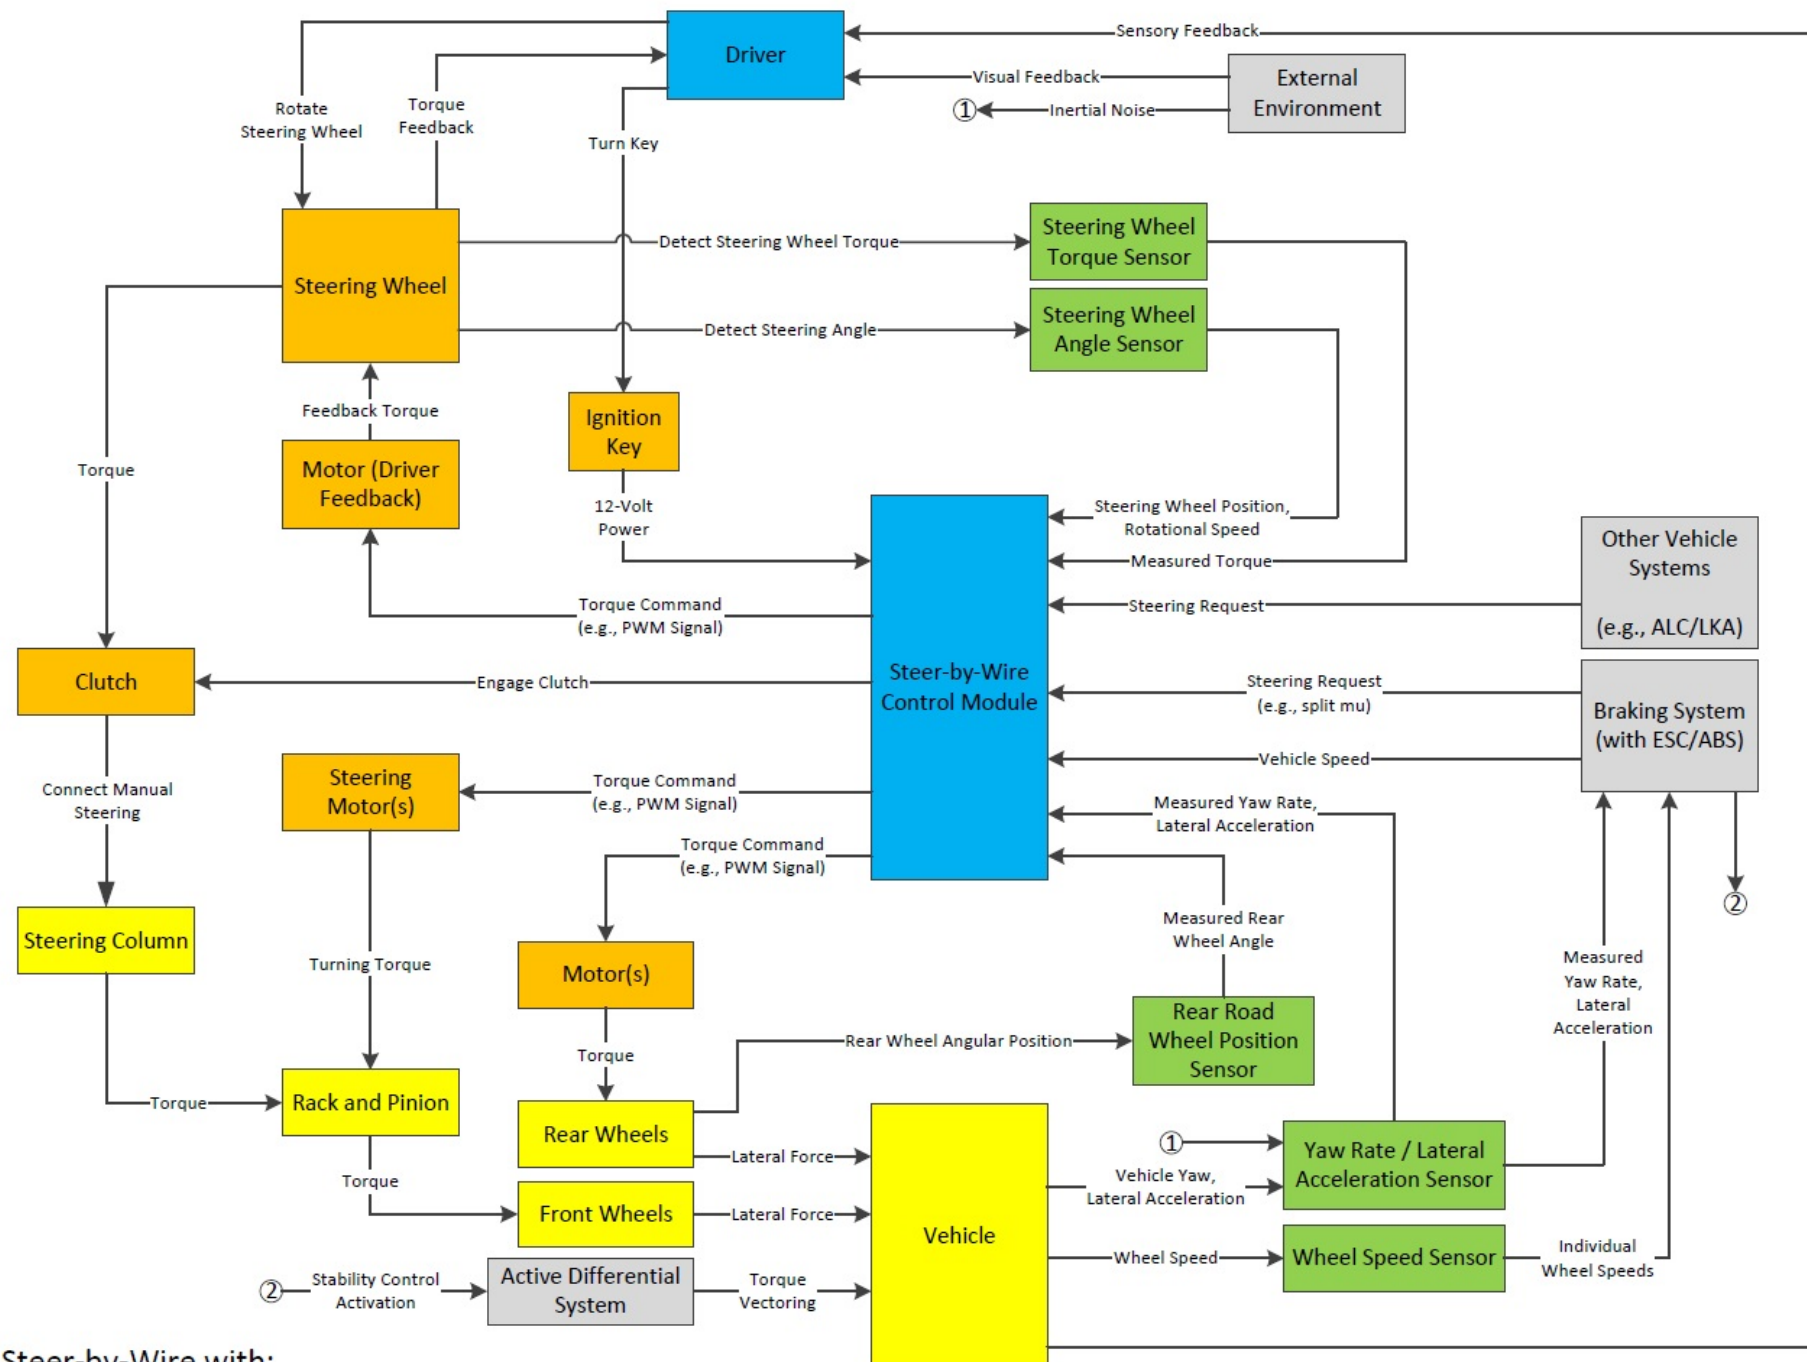 Driver
Sensory Feedback
Visual Feedback
External
Environment
① Inertial Noise
Rotate
Steering Wheel
Torque
Feedback
Turn Key
Steering Wheel
Detect Steering Wheel Torque
Steering Wheel
Torque Sensor
Detect Steering Angle
Steering Wheel
Angle Sensor
Feedback Torque
Ignition
Key
Torque
Motor (Driver
Feedback)
12-Volt
Power
Steering Wheel Position,
Rotational Speed
Measured Torque
Steering Request
Other Vehicle
Systems
(e.g., ALC/LKA)
Torque Command
(e.g., PWM Signal)
Clutch
Engage Clutch
Steer-by-Wire
Control Module
Steering Request
(e.g., split mu)
Braking System
(with ESC/ABS)
Vehicle Speed
Connect Manual
Steering
Steering
Motor(s)
Torque Command
(e.g., PWM Signal)
Measured Yaw Rate,
Lateral Acceleration
Torque Command
(e.g., PWM Signal)
②
Measured Rear
Wheel Angle
Steering Column
Turning Torque
Motor(s)
Measured
Yaw Rate,
Lateral
Acceleration
Rear Road
Wheel Position
Sensor
Rear Wheel Angular Position
Torque
Torque
Rack and Pinion
Rear Wheels
Lateral Force
①
Yaw Rate / Lateral
Acceleration Sensor
Vehicle Yaw,
Lateral Acceleration
Torque
Front Wheels
Lateral Force
Vehicle
Wheel Speed
Wheel Speed Sensor
Individual
Wheel Speeds
② Stability Control
Activation
Active Differential
System
Torque
Vectoring
Steer-by-Wire with: